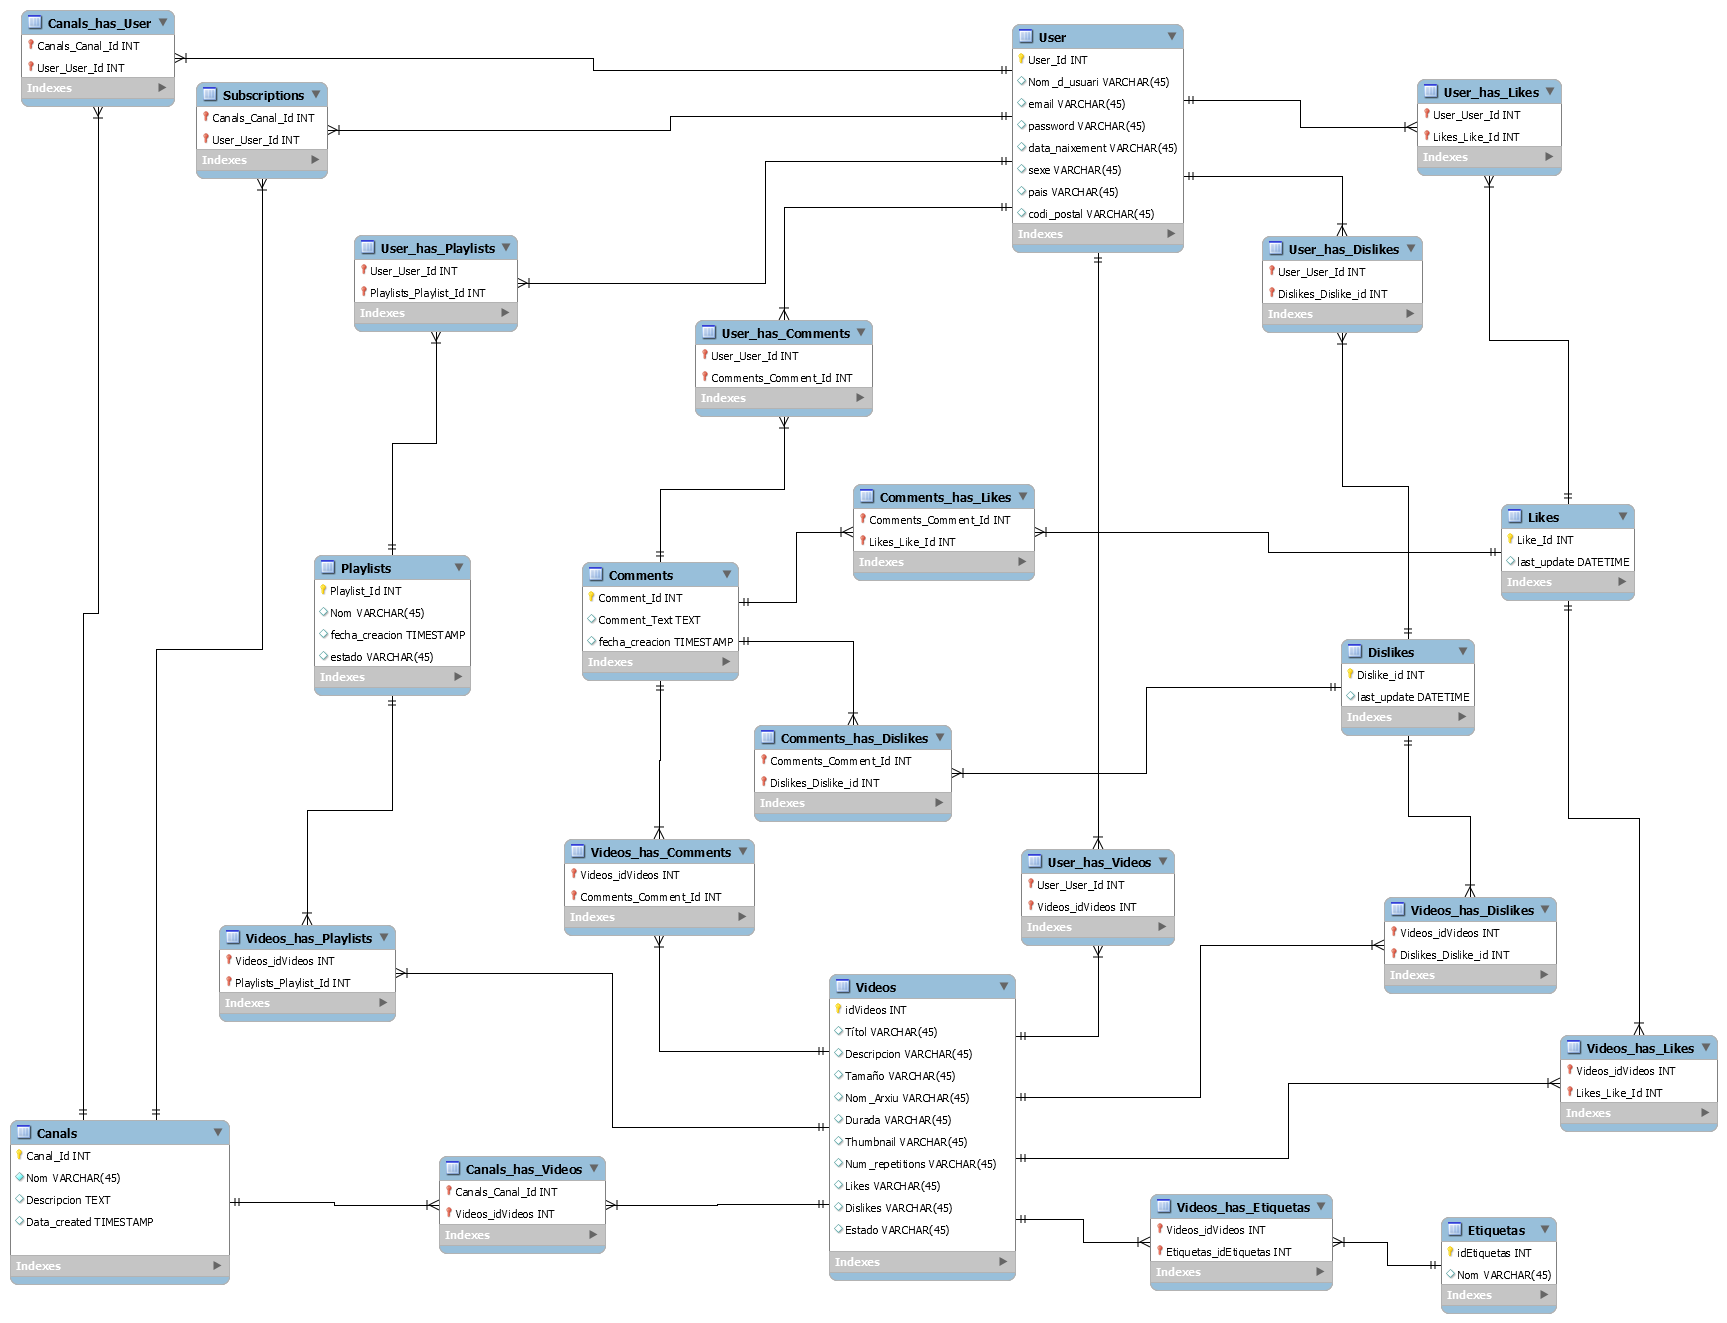 Canals_has_User
Canals_Canal_Id INT
User_User_Id INT
Indexes
Subscriptions
Canals_Canal_Id INT
User_User_Id INT
Indexes
User
User_Id INT
Nom_d_usuari VARCHAR(45)
email VARCHAR(45)
password VARCHAR(45)
data_naixement VARCHAR(45)
sexe VARCHAR(45)
pais VARCHAR(45)
codi_postal VARCHAR(45)
Indexes
User_has_Likes
User_User_Id INT
Likes_Like_Id INT
Indexes
User_has_Playlists
User_User_Id INT
Playlists_Playlist_Id INT
Indexes
User_has_Dislikes
User_User_Id INT
Dislikes_Dislike_id INT
Indexes
User_has_Comments
User_User_Id INT
Comments_Comment_Id INT
Indexes
Comments_has_Likes
Comments_Comment_Id INT
Likes_Like_Id INT
Indexes
Likes
Like_Id INT
last_update DATETIME
Indexes
Playlists
Playlist_Id INT
Nom VARCHAR(45)
fecha_creacion TIMESTAMP
estado VARCHAR(45)
Indexes
Comments
Comment_Id INT
Comment_Text TEXT
fecha_creacion TIMESTAMP
Indexes
Dislikes
Dislike_id INT
last_update DATETIME
Indexes
Comments_has_Dislikes
Comments_Comment_Id INT
Dislikes_Dislike_id INT
Indexes
Videos_has_Comments
Videos_idVideos INT
Comments_Comment_Id INT
Indexes
User_has_Videos
User_User_Id INT
Videos_idVideos INT
Indexes
Videos_has_Dislikes
Videos_idVideos INT
Dislikes_Dislike_id INT
Indexes
Videos_has_Playlists
Videos_idVideos INT
Playlists_Playlist_Id INT
Indexes
Videos
idVideos INT
Títol VARCHAR(45)
Descripcion VARCHAR(45)
Tamaño VARCHAR(45)
Nom_Arxiu VARCHAR(45)
Durada VARCHAR(45)
Thumbnail VARCHAR(45)
Num_repetitions VARCHAR(45)
Likes VARCHAR(45)
Dislikes VARCHAR(45)
Estado VARCHAR(45)
Indexes
Videos_has_Likes
Videos_idVideos INT
Likes_Like_Id INT
Indexes
Canals
Canal_Id INT
Nom VARCHAR(45)
Descripcion TEXT
Data_created TIMESTAMP
Indexes
Canals_has_Videos
Canals_Canal_Id INT
Videos_idVideos INT
Indexes
Videos_has_Etiquetas
Videos_idVideos INT
Etiquetas_idEtiquetas INT
Indexes
Etiquetas
idEtiquetas INT
Nom VARCHAR(45)
Indexes